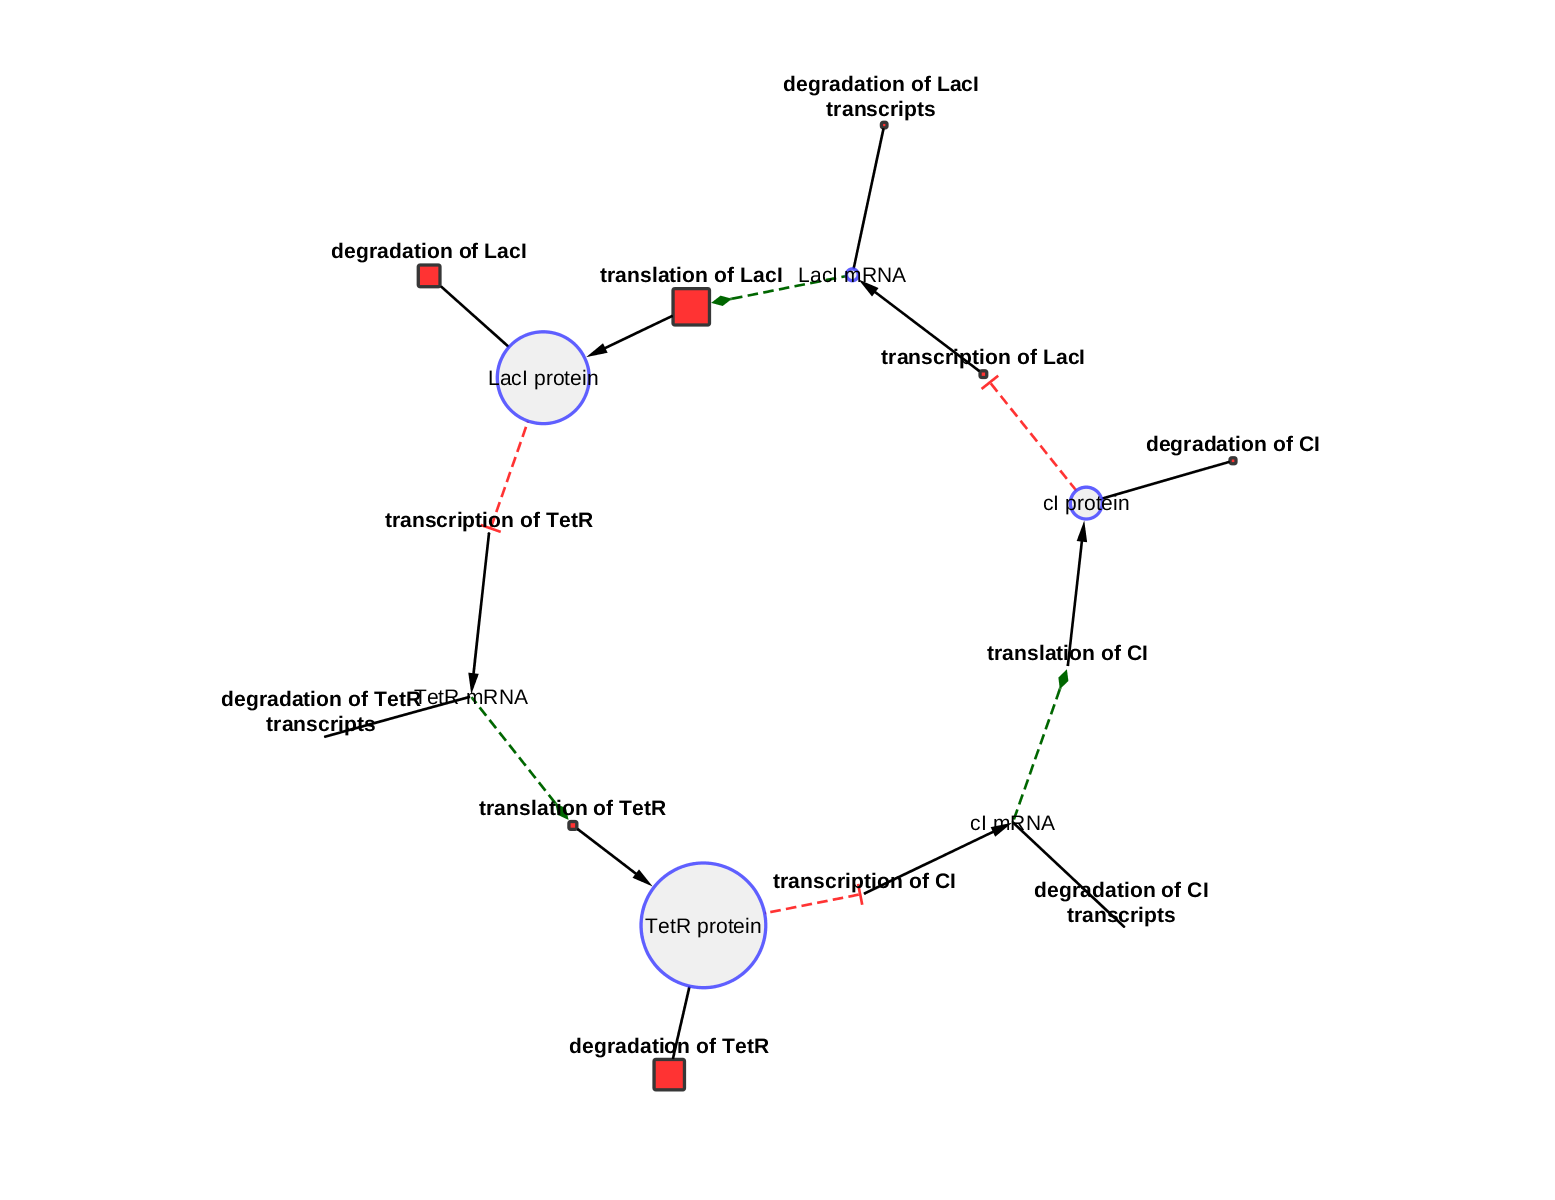 degradation of LacI
transcripts
degradation of LacI
translation of LacI
LacI mRNA
transcription of LacI
LacI protein
degradation of CI
cI protein
transcription of TetR
translation of CI
degradation of TetR
transcripts
TetR mRNA
translation of TetR
cI mRNA
transcription of CI
degradation of CI
transcripts
TetR protein
degradation of TetR